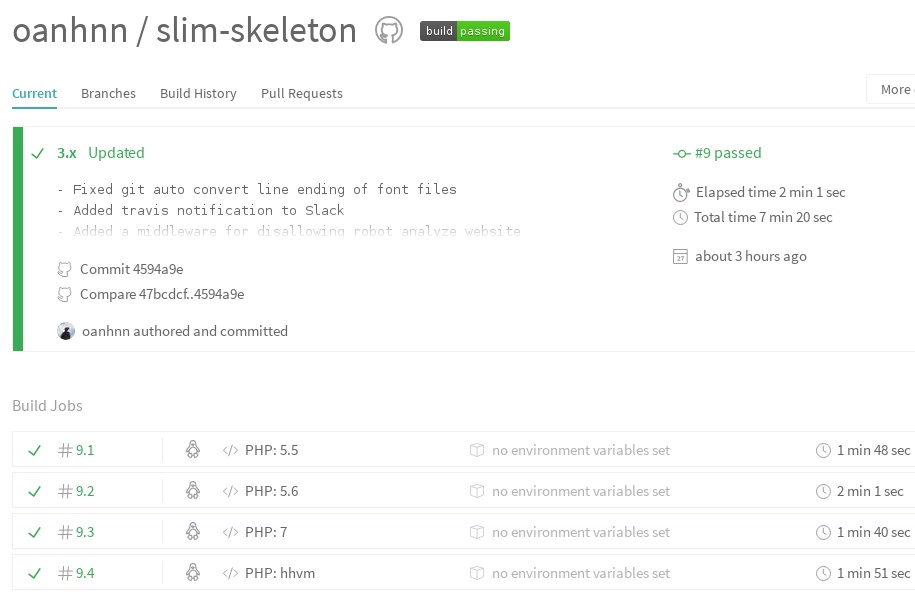 oanhnn / slim-skeleton build passing
Current Branches Build History Pull Requests More
3.x Updated #9 passed
- Fixed git auto convert line ending of font files Elapsed time 2 min 1 sec
- Added travis notification to Slack Total time 7 min 20 sec
- Added a middleware for disallowing robot analyze website
27 about 3 hours ago
Commit 4594a9e
Compare 47bcdcf..4594a9e
oanhnn authored and committed
Build Jobs
# 9.1 </> PHP: 5.5 no environment variables set 1 min 48 sec
# 9.2 </> PHP: 5.6 no environment variables set 2 min 1 sec
# 9.3 </> PHP: 7 no environment variables set 1 min 40 sec
# 9.4 </> PHP: hhvm no environment variables set 1 min 51 sec